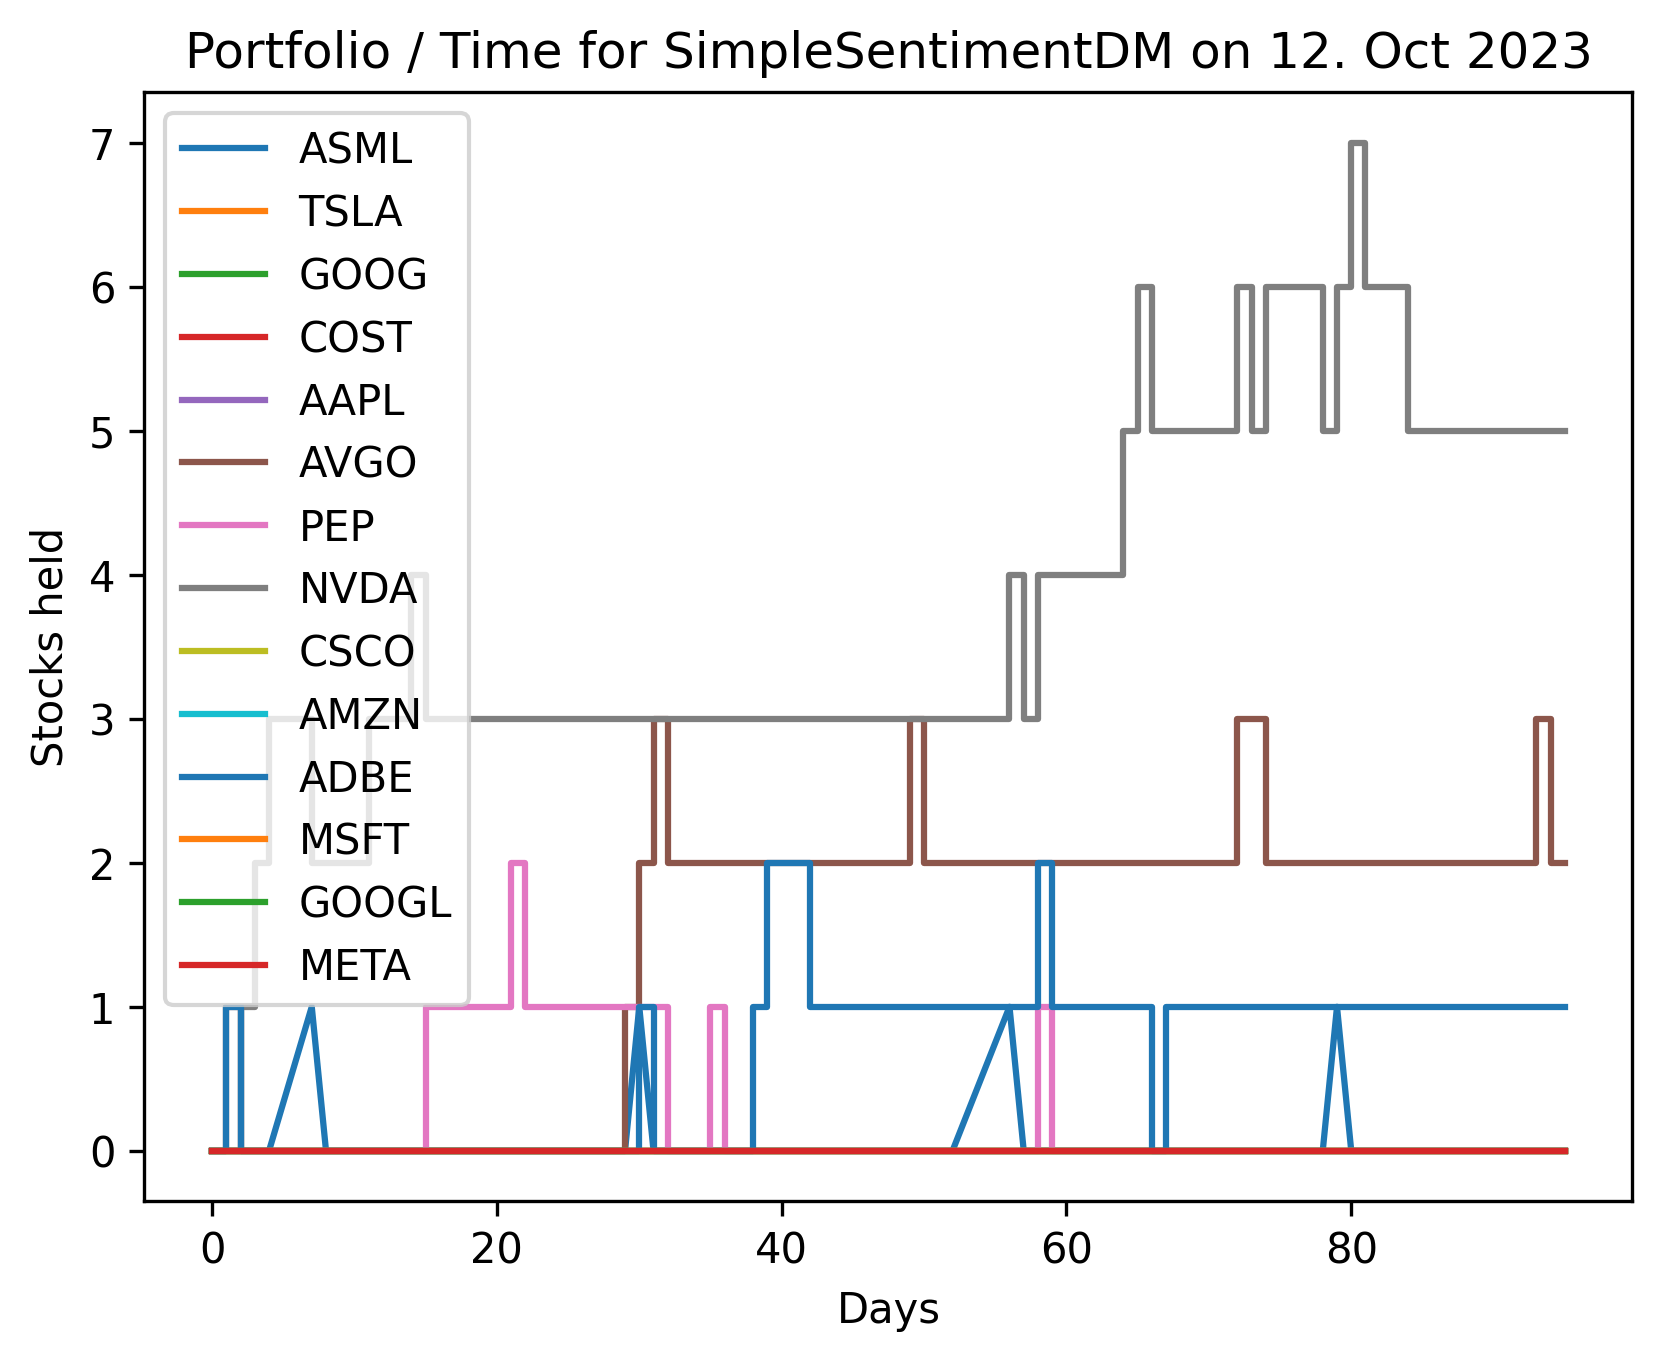 Portfolio / Time for SimpleSentimentDM on 12. Oct 2023
ASML
TSLA
GOOG
COST
AAPL
AVGO
PEP
NVDA
CSCO
AMZN
ADBE
MSFT
GOOGL
META
7
6
5
4
3
2
1
0
Stocks held
0 20 40 60 80
Days